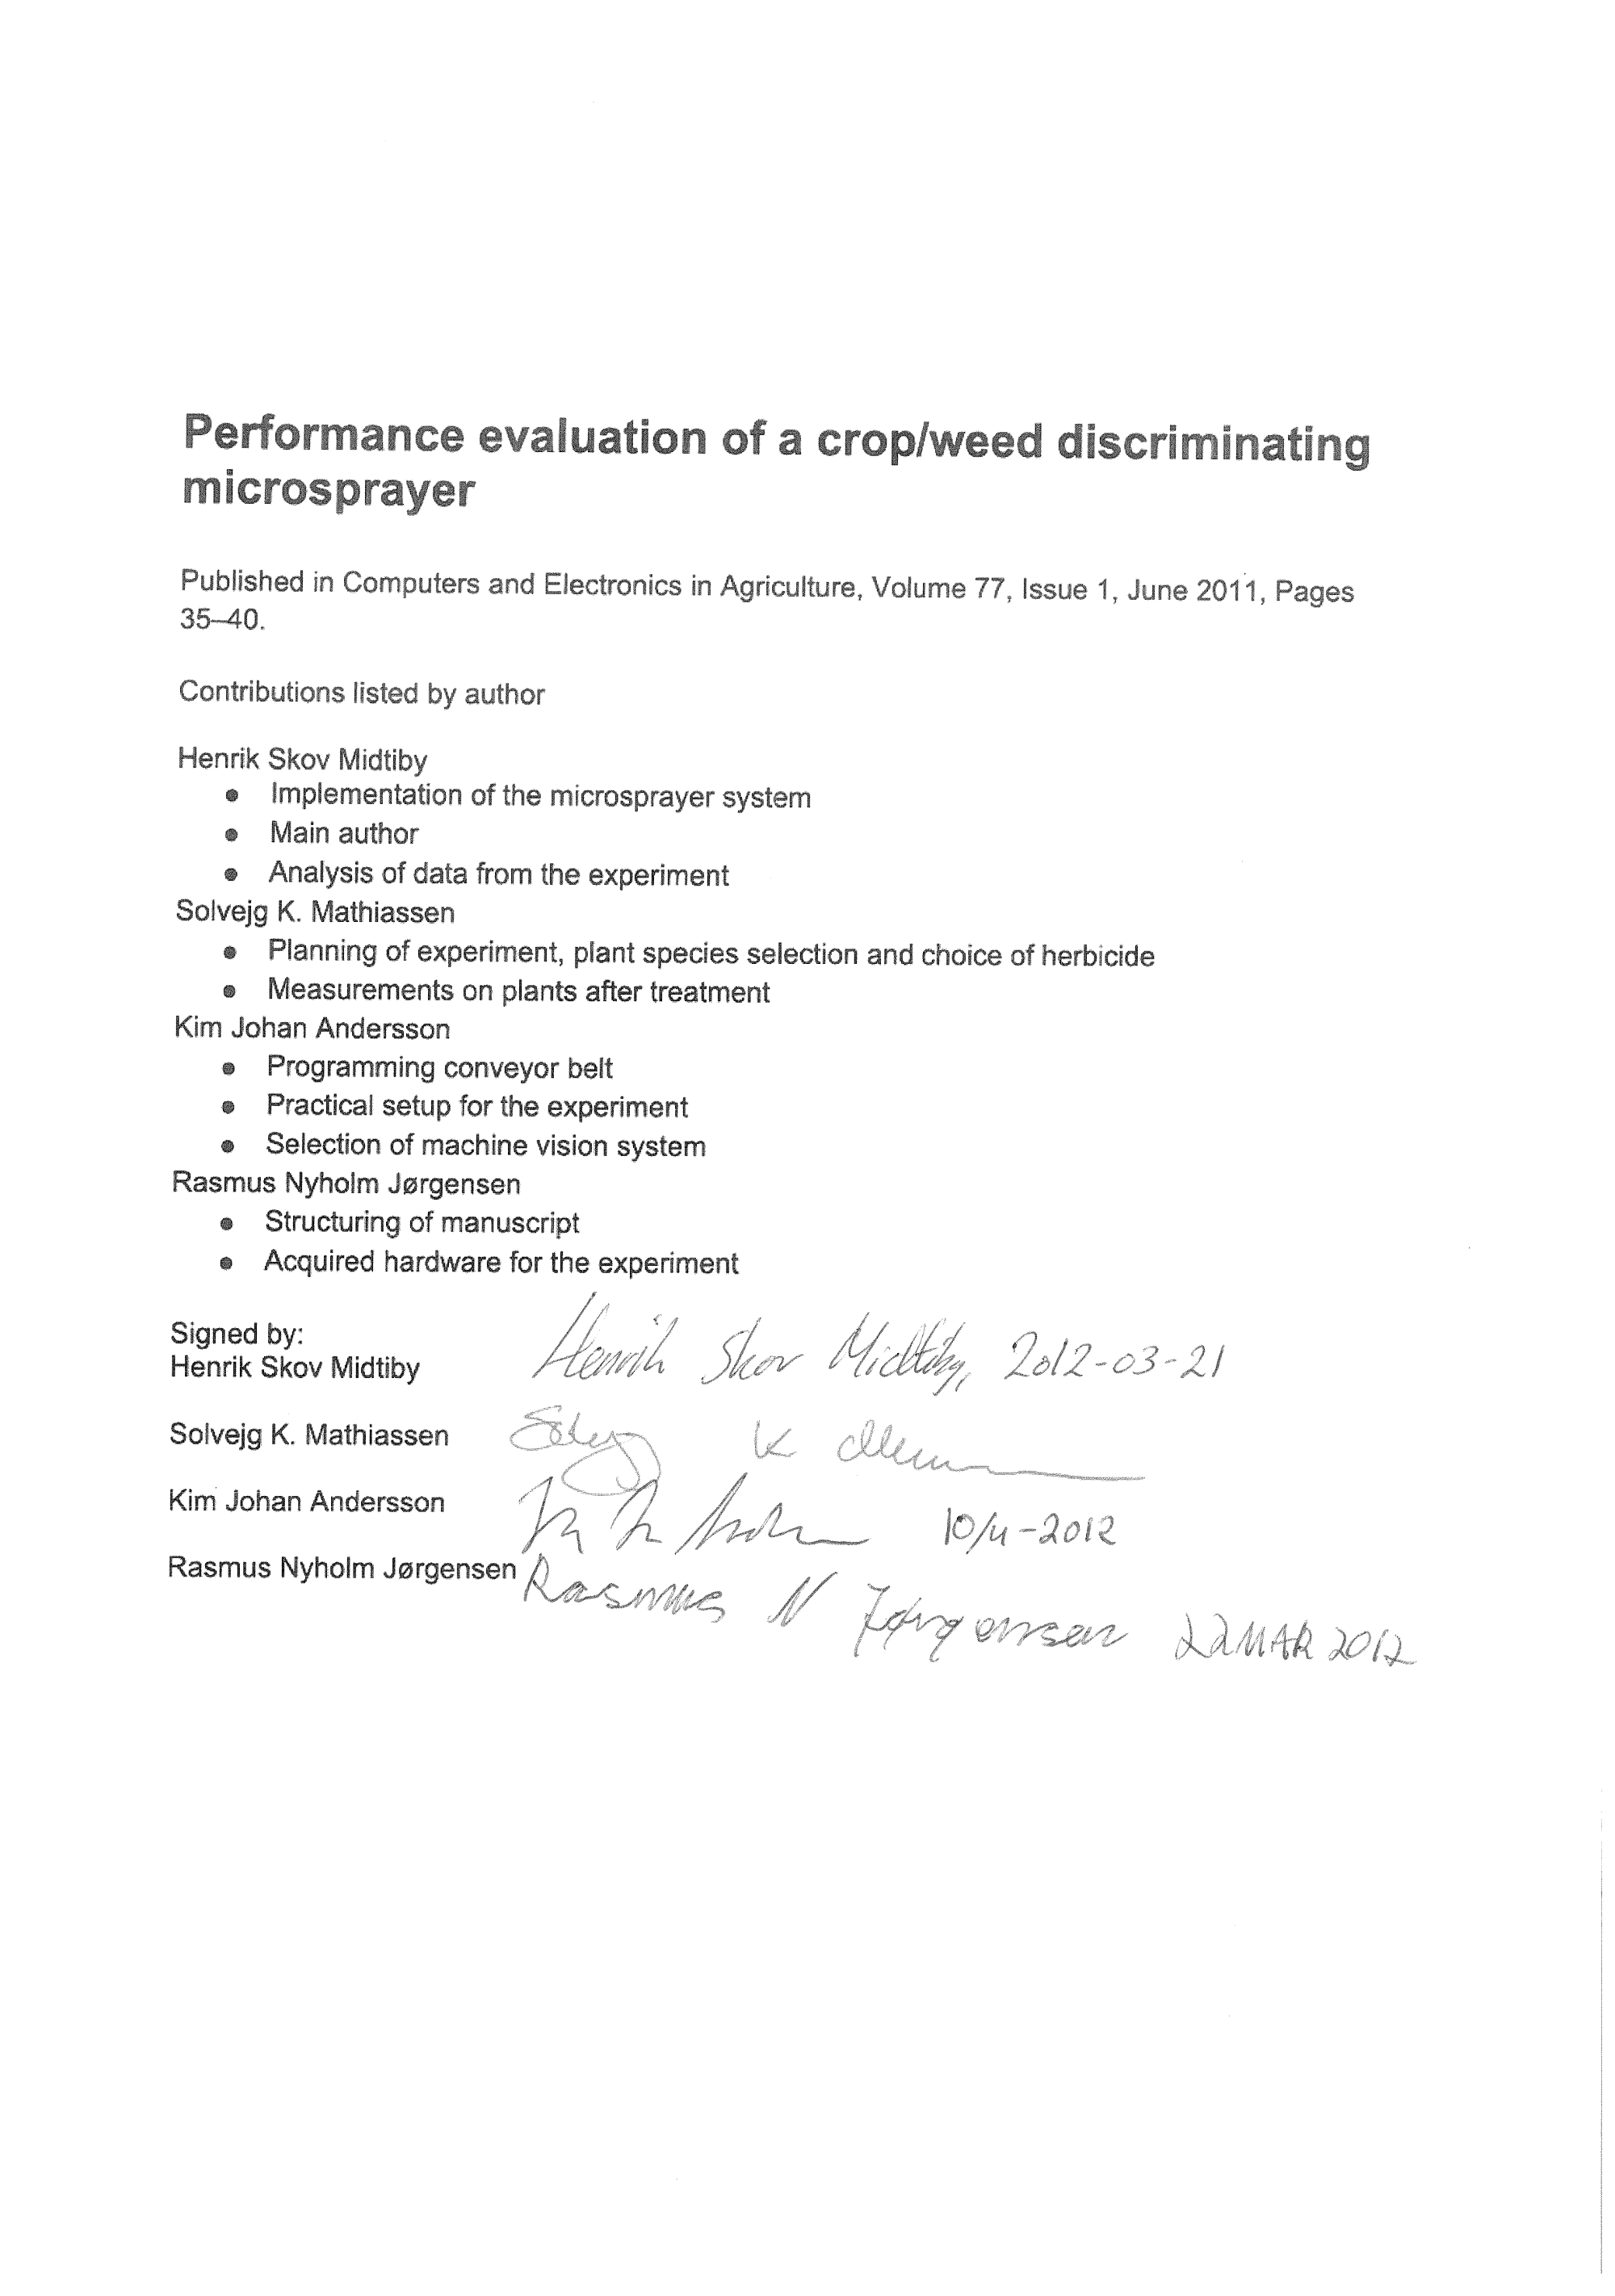 Performance evaluation of a crop/weed discriminating
microsprayer
Published in Computers and Electronics in Agriculture, Volume 77, Issue 1, June 2011, Pages
35–40.
Contributions listed by author
Henrik Skov Midtiby
● Implementation of the microsprayer system
● Main author
● Analysis of data from the experiment
Solvejg K. Mathiassen
● Planning of experiment, plant species selection and choice of herbicide
● Measurements on plants after treatment
Kim Johan Andersson
● Programming conveyor belt
● Practical setup for the experiment
● Selection of machine vision system
Rasmus Nyholm Jørgensen
● Structuring of manuscript
● Acquired hardware for the experiment
Signed by:
Henrik Skov Midtiby Henrik Skov Midtiby, 2012-03-21
Solvejg K. Mathiassen K
Kim Johan Andersson 10/4-2012
Rasmus Nyholm Jørgensen Rasmus N Jørgensen 22MAR 2012